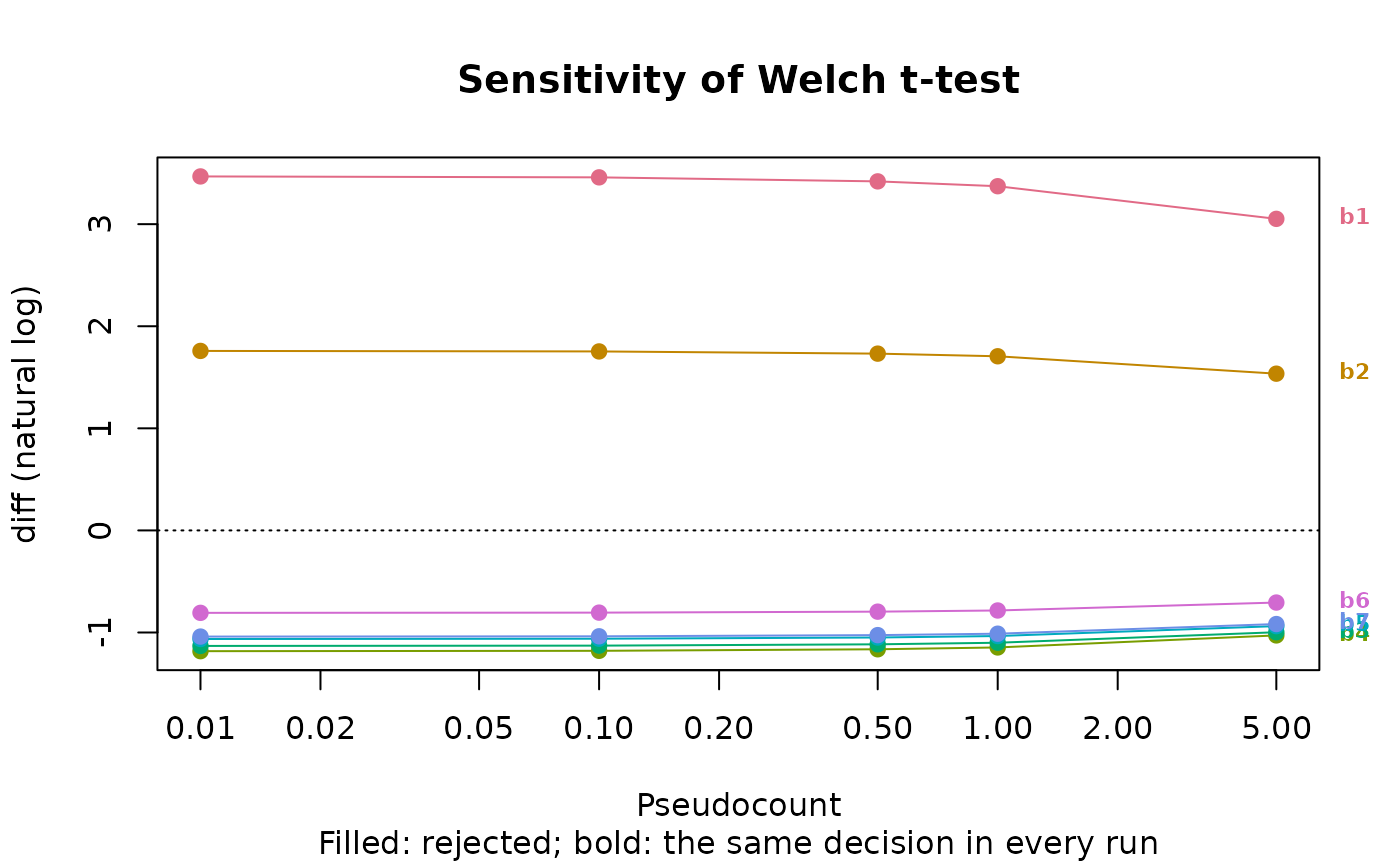 Sensitivity of Welch t-test
diff (natural log)
3
2
1
0
-1
b1
b2
b6
b7
0.01 0.02 0.05 0.10 0.20 0.50 1.00 2.00 5.00
Pseudocount
Filled: rejected; bold: the same decision in every run